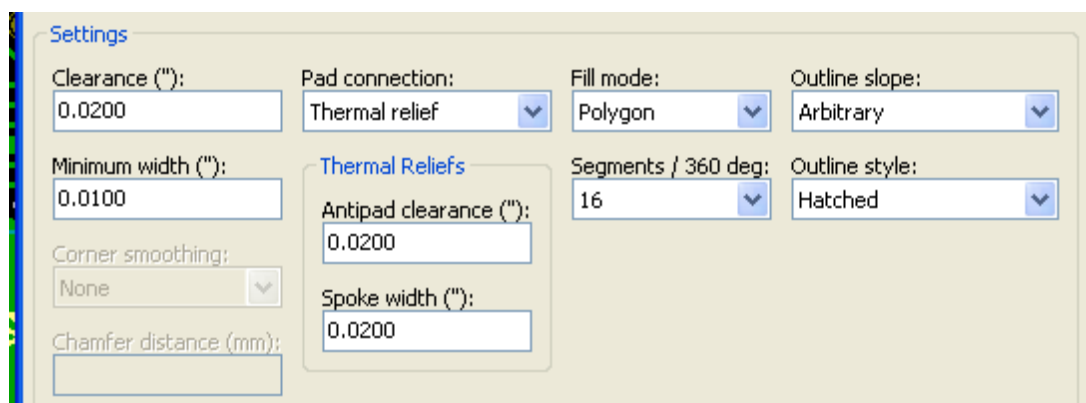 Settings
Clearance ("):
0.0200
Pad connection:
Thermal relief
Fill mode:
Polygon
Outline slope:
Arbitrary
Minimum width ("):
0.0100
Thermal Reliefs
Segments / 360 deg:
16
Outline style:
Hatched
Antipad clearance ("):
0.0200
Corner smoothing:
None
Spoke width ("):
0.0200
Chamfer distance (mm):